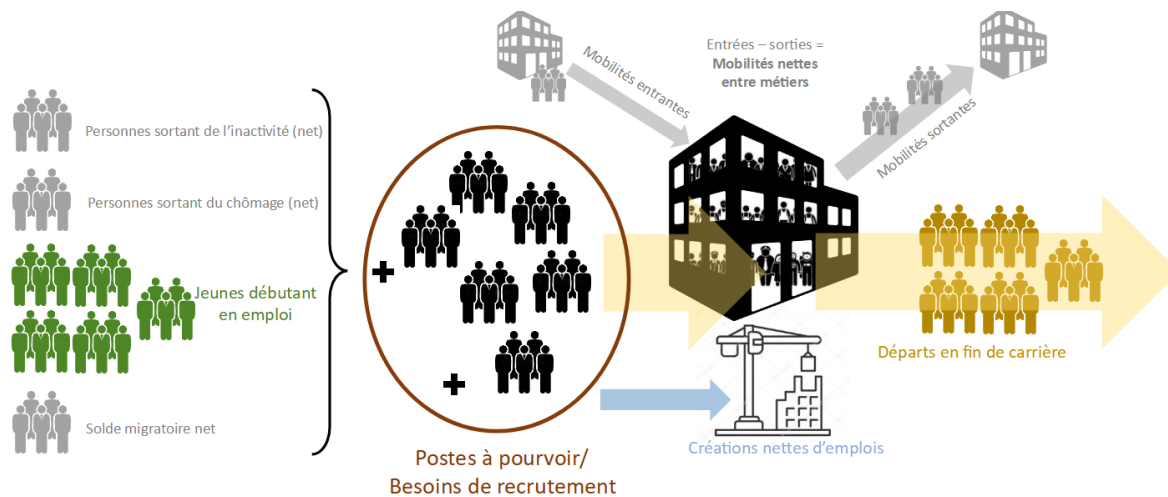 Entrées – sorties =
Mobilités nettes
entre métiers
Mobilités entrantes
Mobilités sortantes
Personnes sortant de l’inactivité (net)
Personnes sortant du chômage (net)
Jeunes débutant
en emploi
Solde migratoire net
Départs en fin de carrière
Créations nettes d’emplois
Postes à pourvoir/
Besoins de recrutement